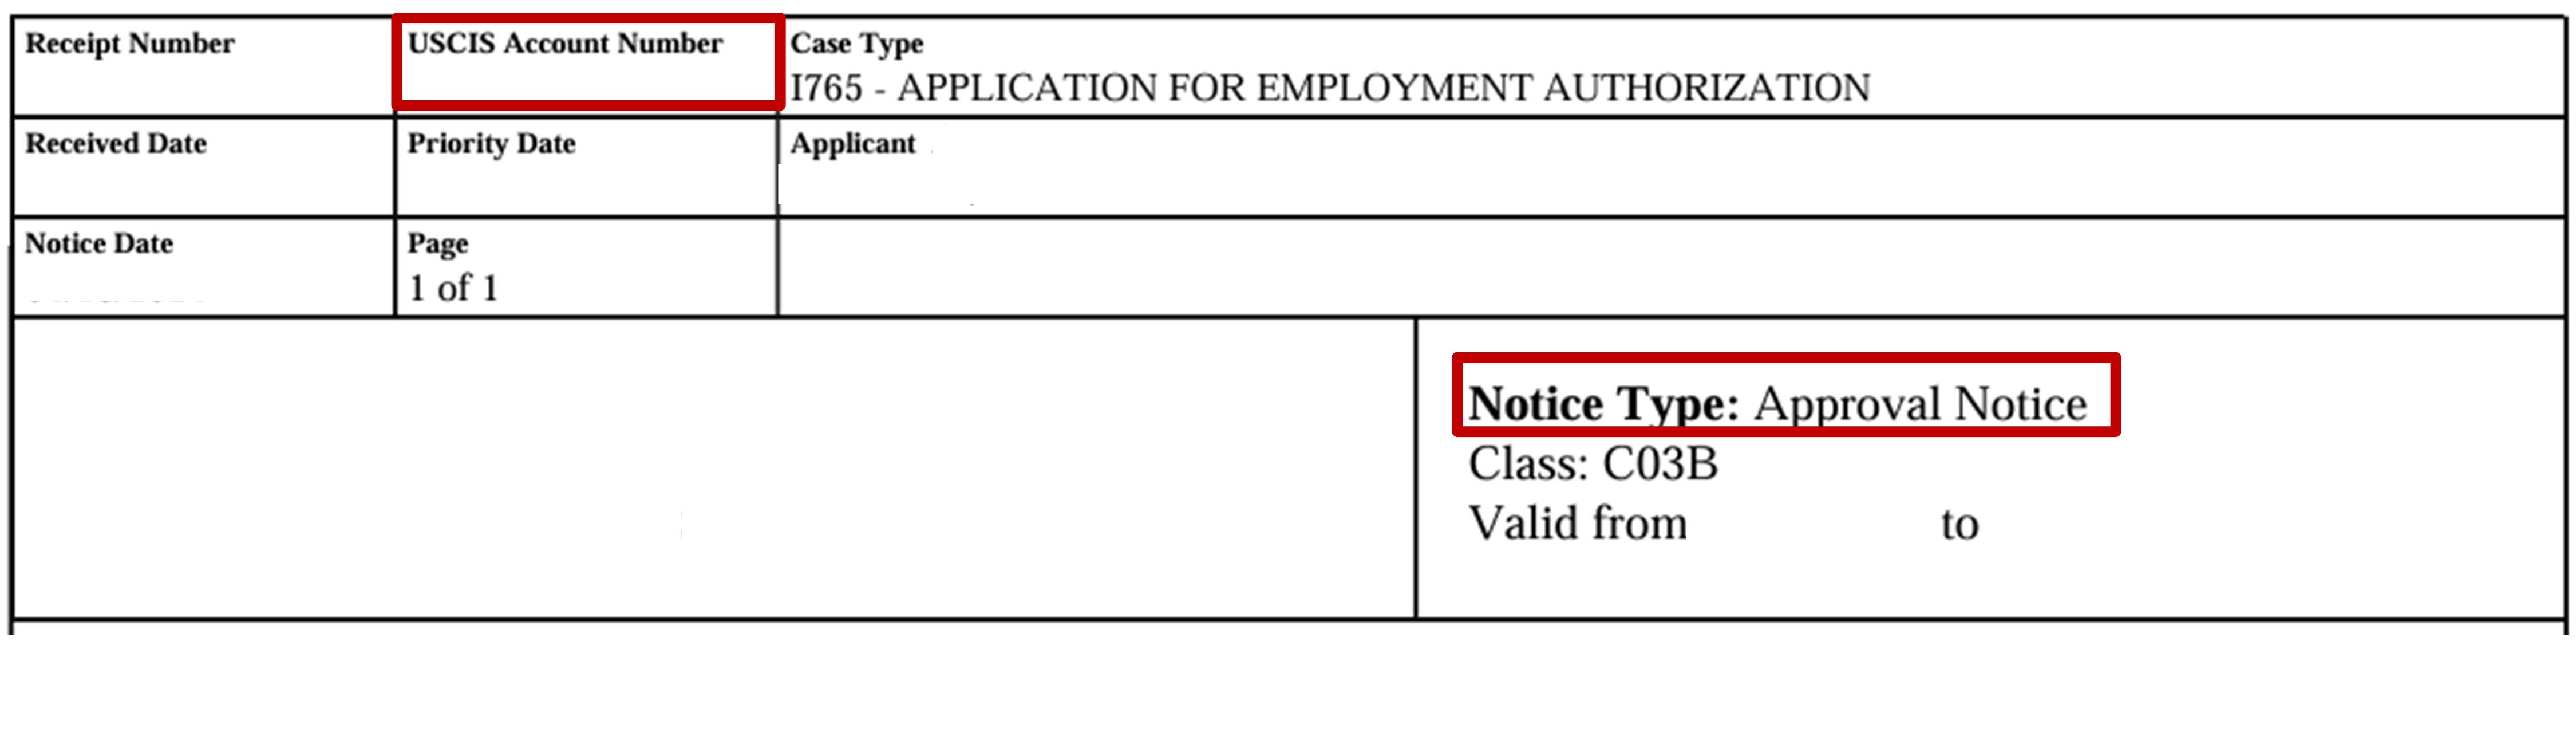 Receipt Number
USCIS Account Number
Case Type
I765 - APPLICATION FOR EMPLOYMENT AUTHORIZATION
Received Date
Priority Date
Applicant
Notice Date
Page
1 of 1
Notice Type: Approval Notice
Class: C03B
Valid from to